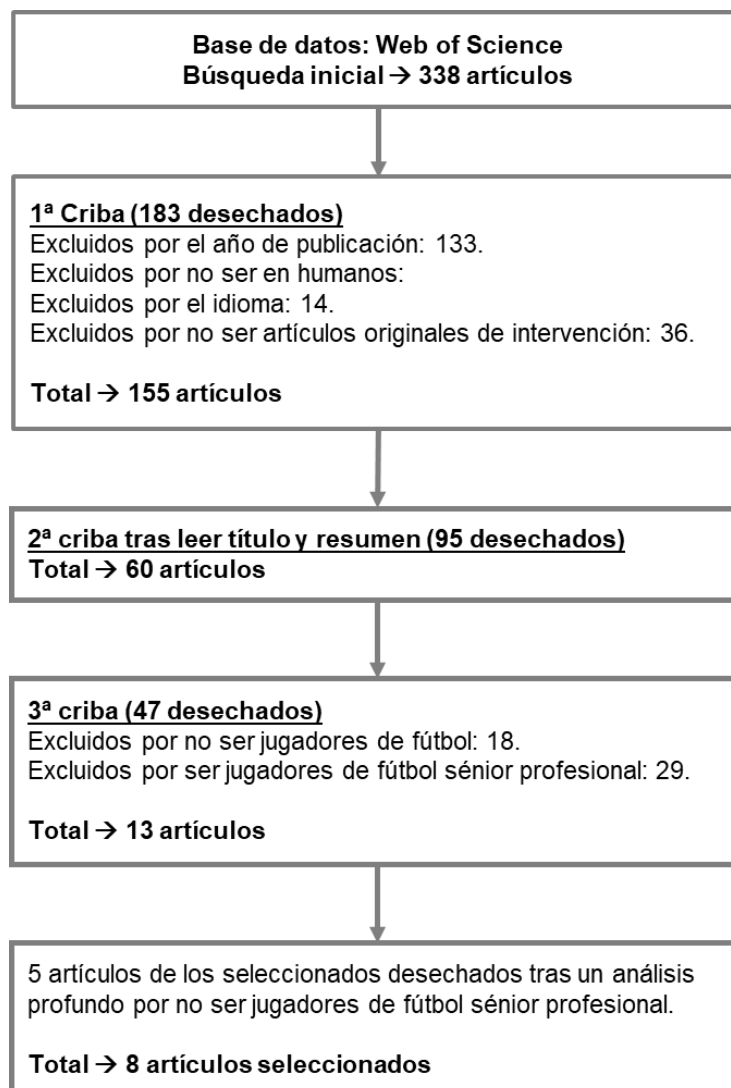 Base de datos: Web of Science
Búsqueda inicial → 338 artículos
1ª Criba (183 desechados)
Excluidos por el año de publicación: 133.
Excluidos por no ser en humanos:
Excluidos por el idioma: 14.
Excluidos por no ser artículos originales de intervención: 36.
Total → 155 artículos
2ª criba tras leer título y resumen (95 desechados)
Total → 60 artículos
3ª criba (47 desechados)
Excluidos por no ser jugadores de fútbol: 18.
Excluidos por ser jugadores de fútbol sénior profesional: 29.
Total → 13 artículos
5 artículos de los seleccionados desechados tras un análisis
profundo por no ser jugadores de fútbol sénior profesional.
Total → 8 artículos seleccionados